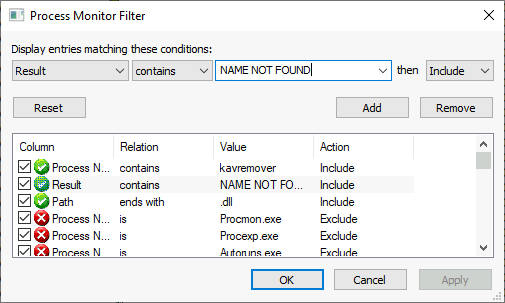 Process Monitor Filter
Display entries matching these conditions:
Result contains NAME NOT FOUND then Include
Reset Add Remove
Column Relation Value Action
Process N... contains kavremover Include
Result contains NAME NOT FO... Include
Path ends with .dll Include
Process N... is Procmon.exe Exclude
Process N... is Procexp.exe Exclude
Process N... is Autoruns.exe Exclude
OK Cancel Apply